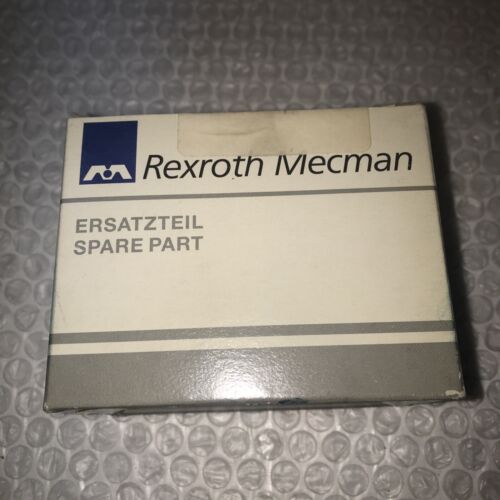 Rexroth Mecman
ERSATZTEIL
SPARE PART